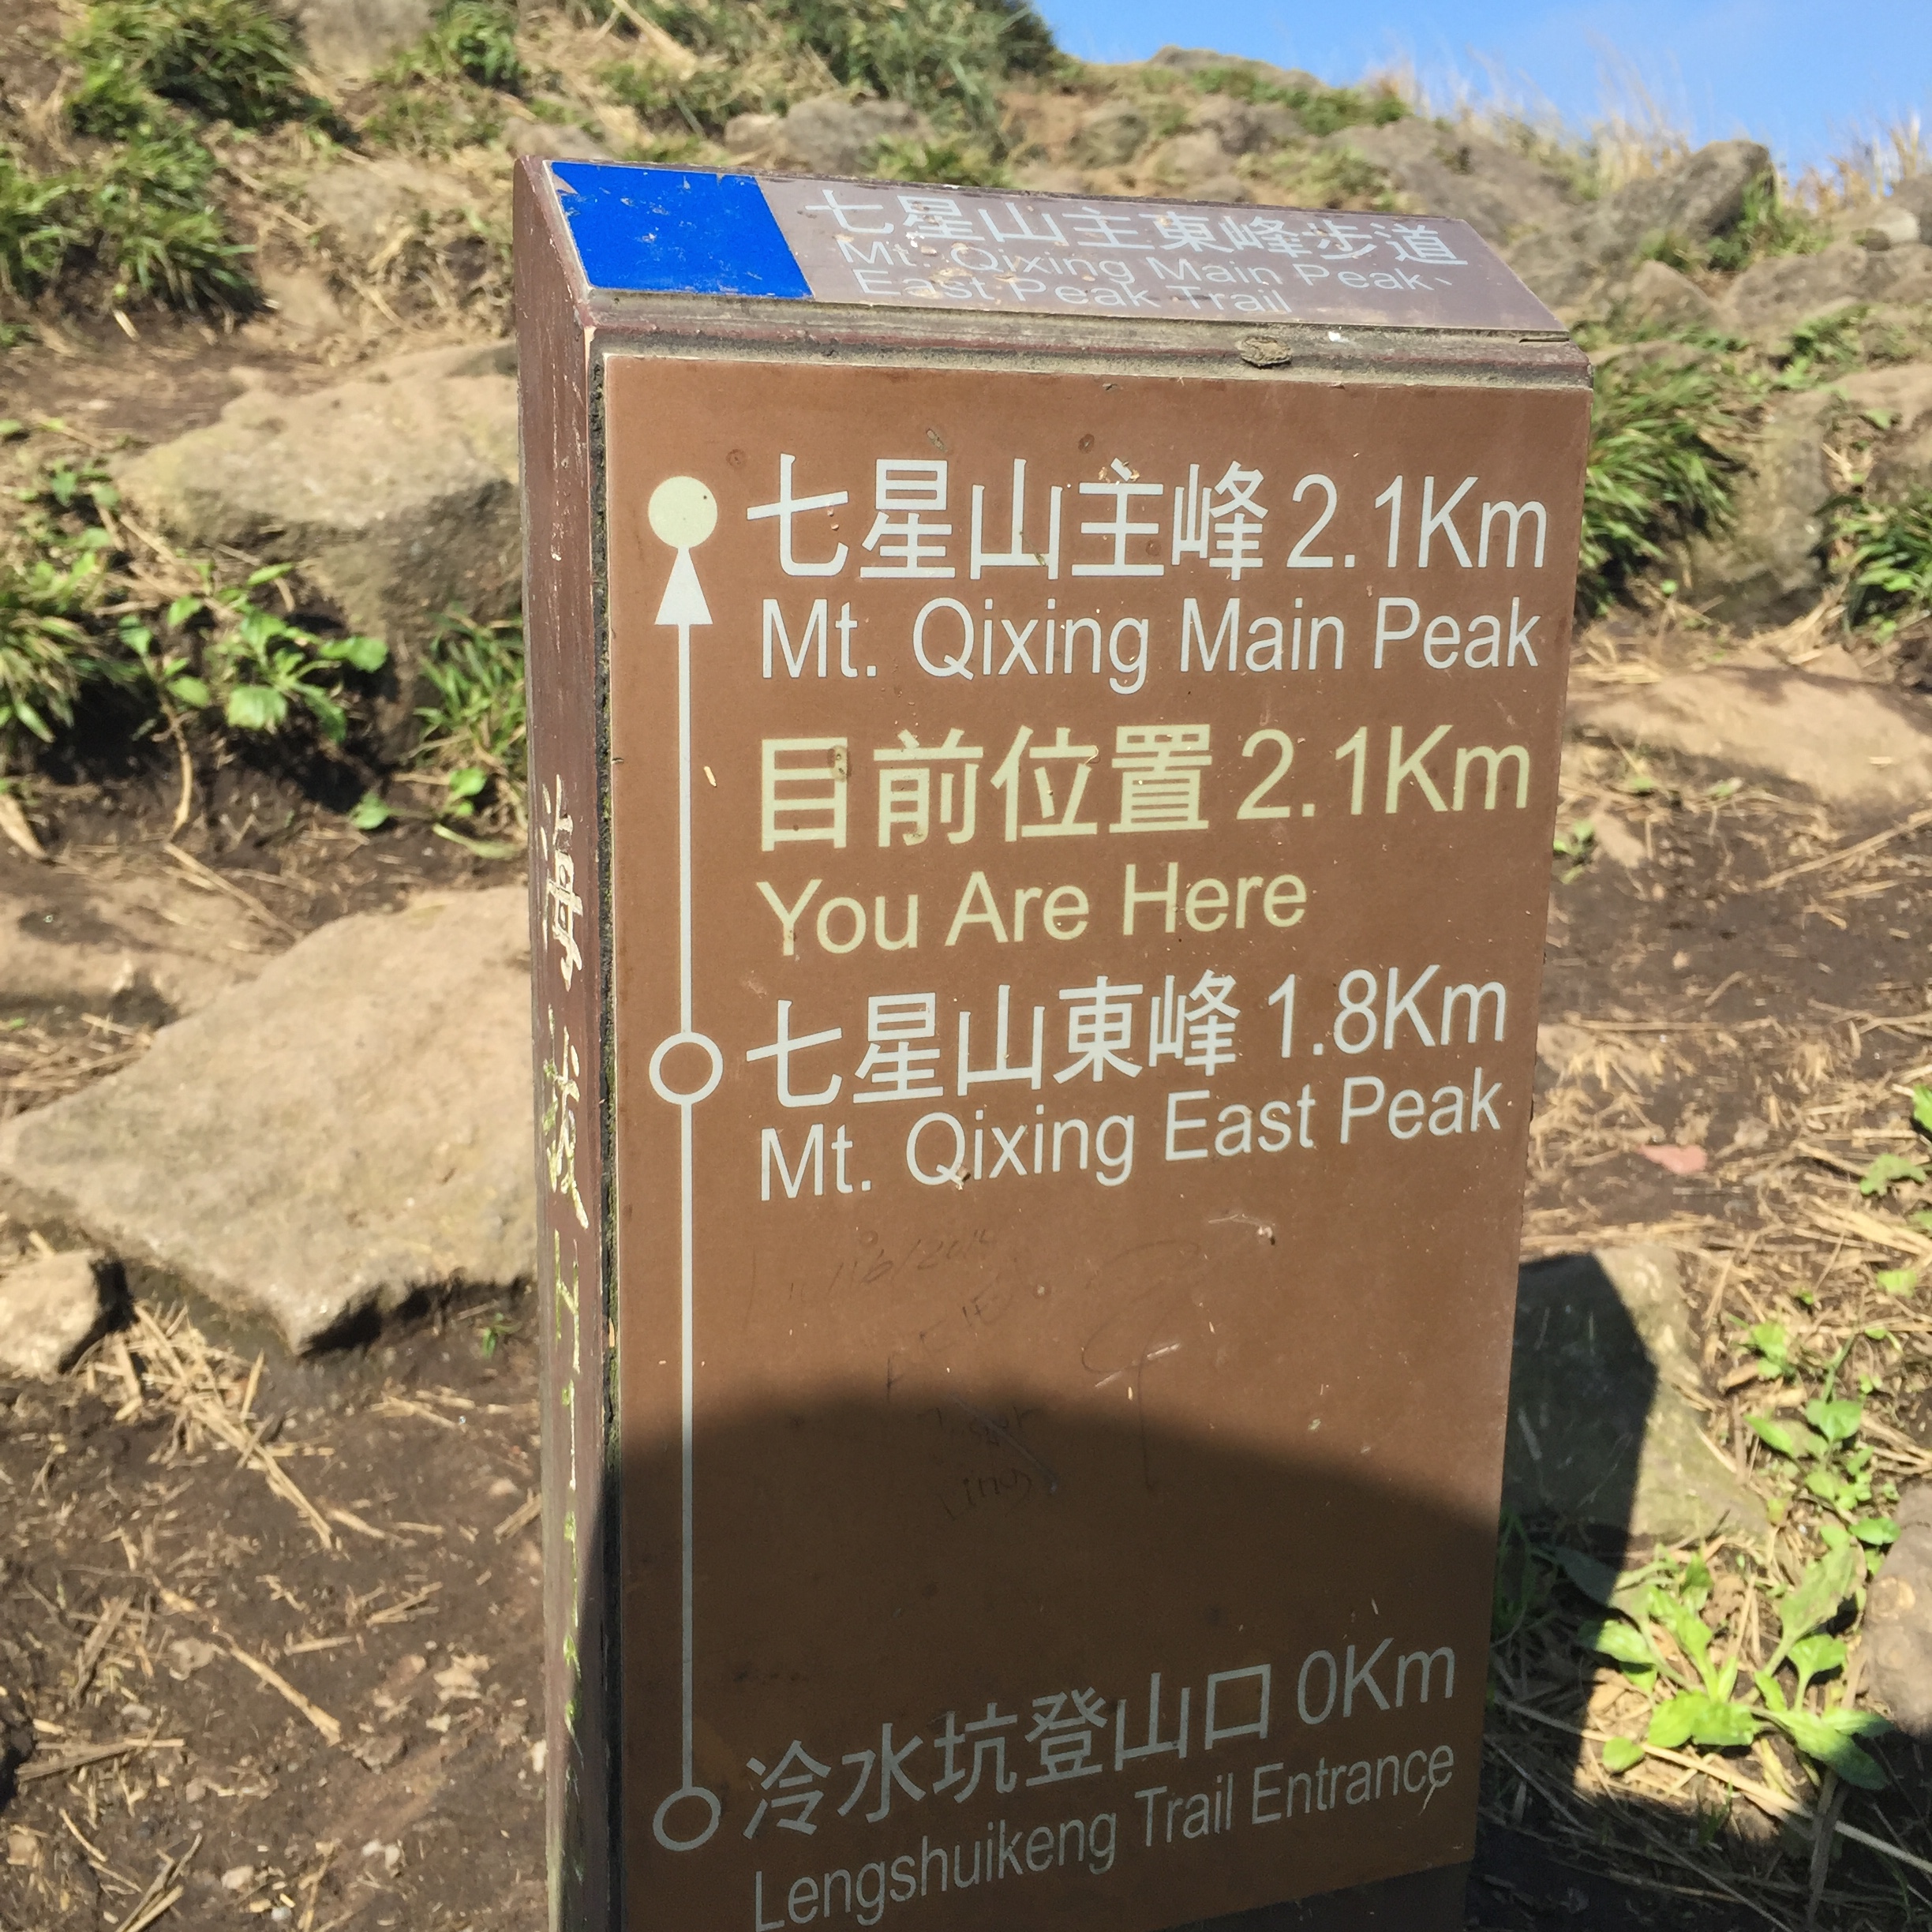 七星山主東峰步道
Mt. Qixing Main Peak、
East Peak Trail
七星山主峰 2.1Km
Mt. Qixing Main Peak
目前位置 2.1Km
You Are Here
七星山東峰 1.8Km
Mt. Qixing East Peak
冷水坑登山口 0Km
Lengshuikeng Trail Entrance